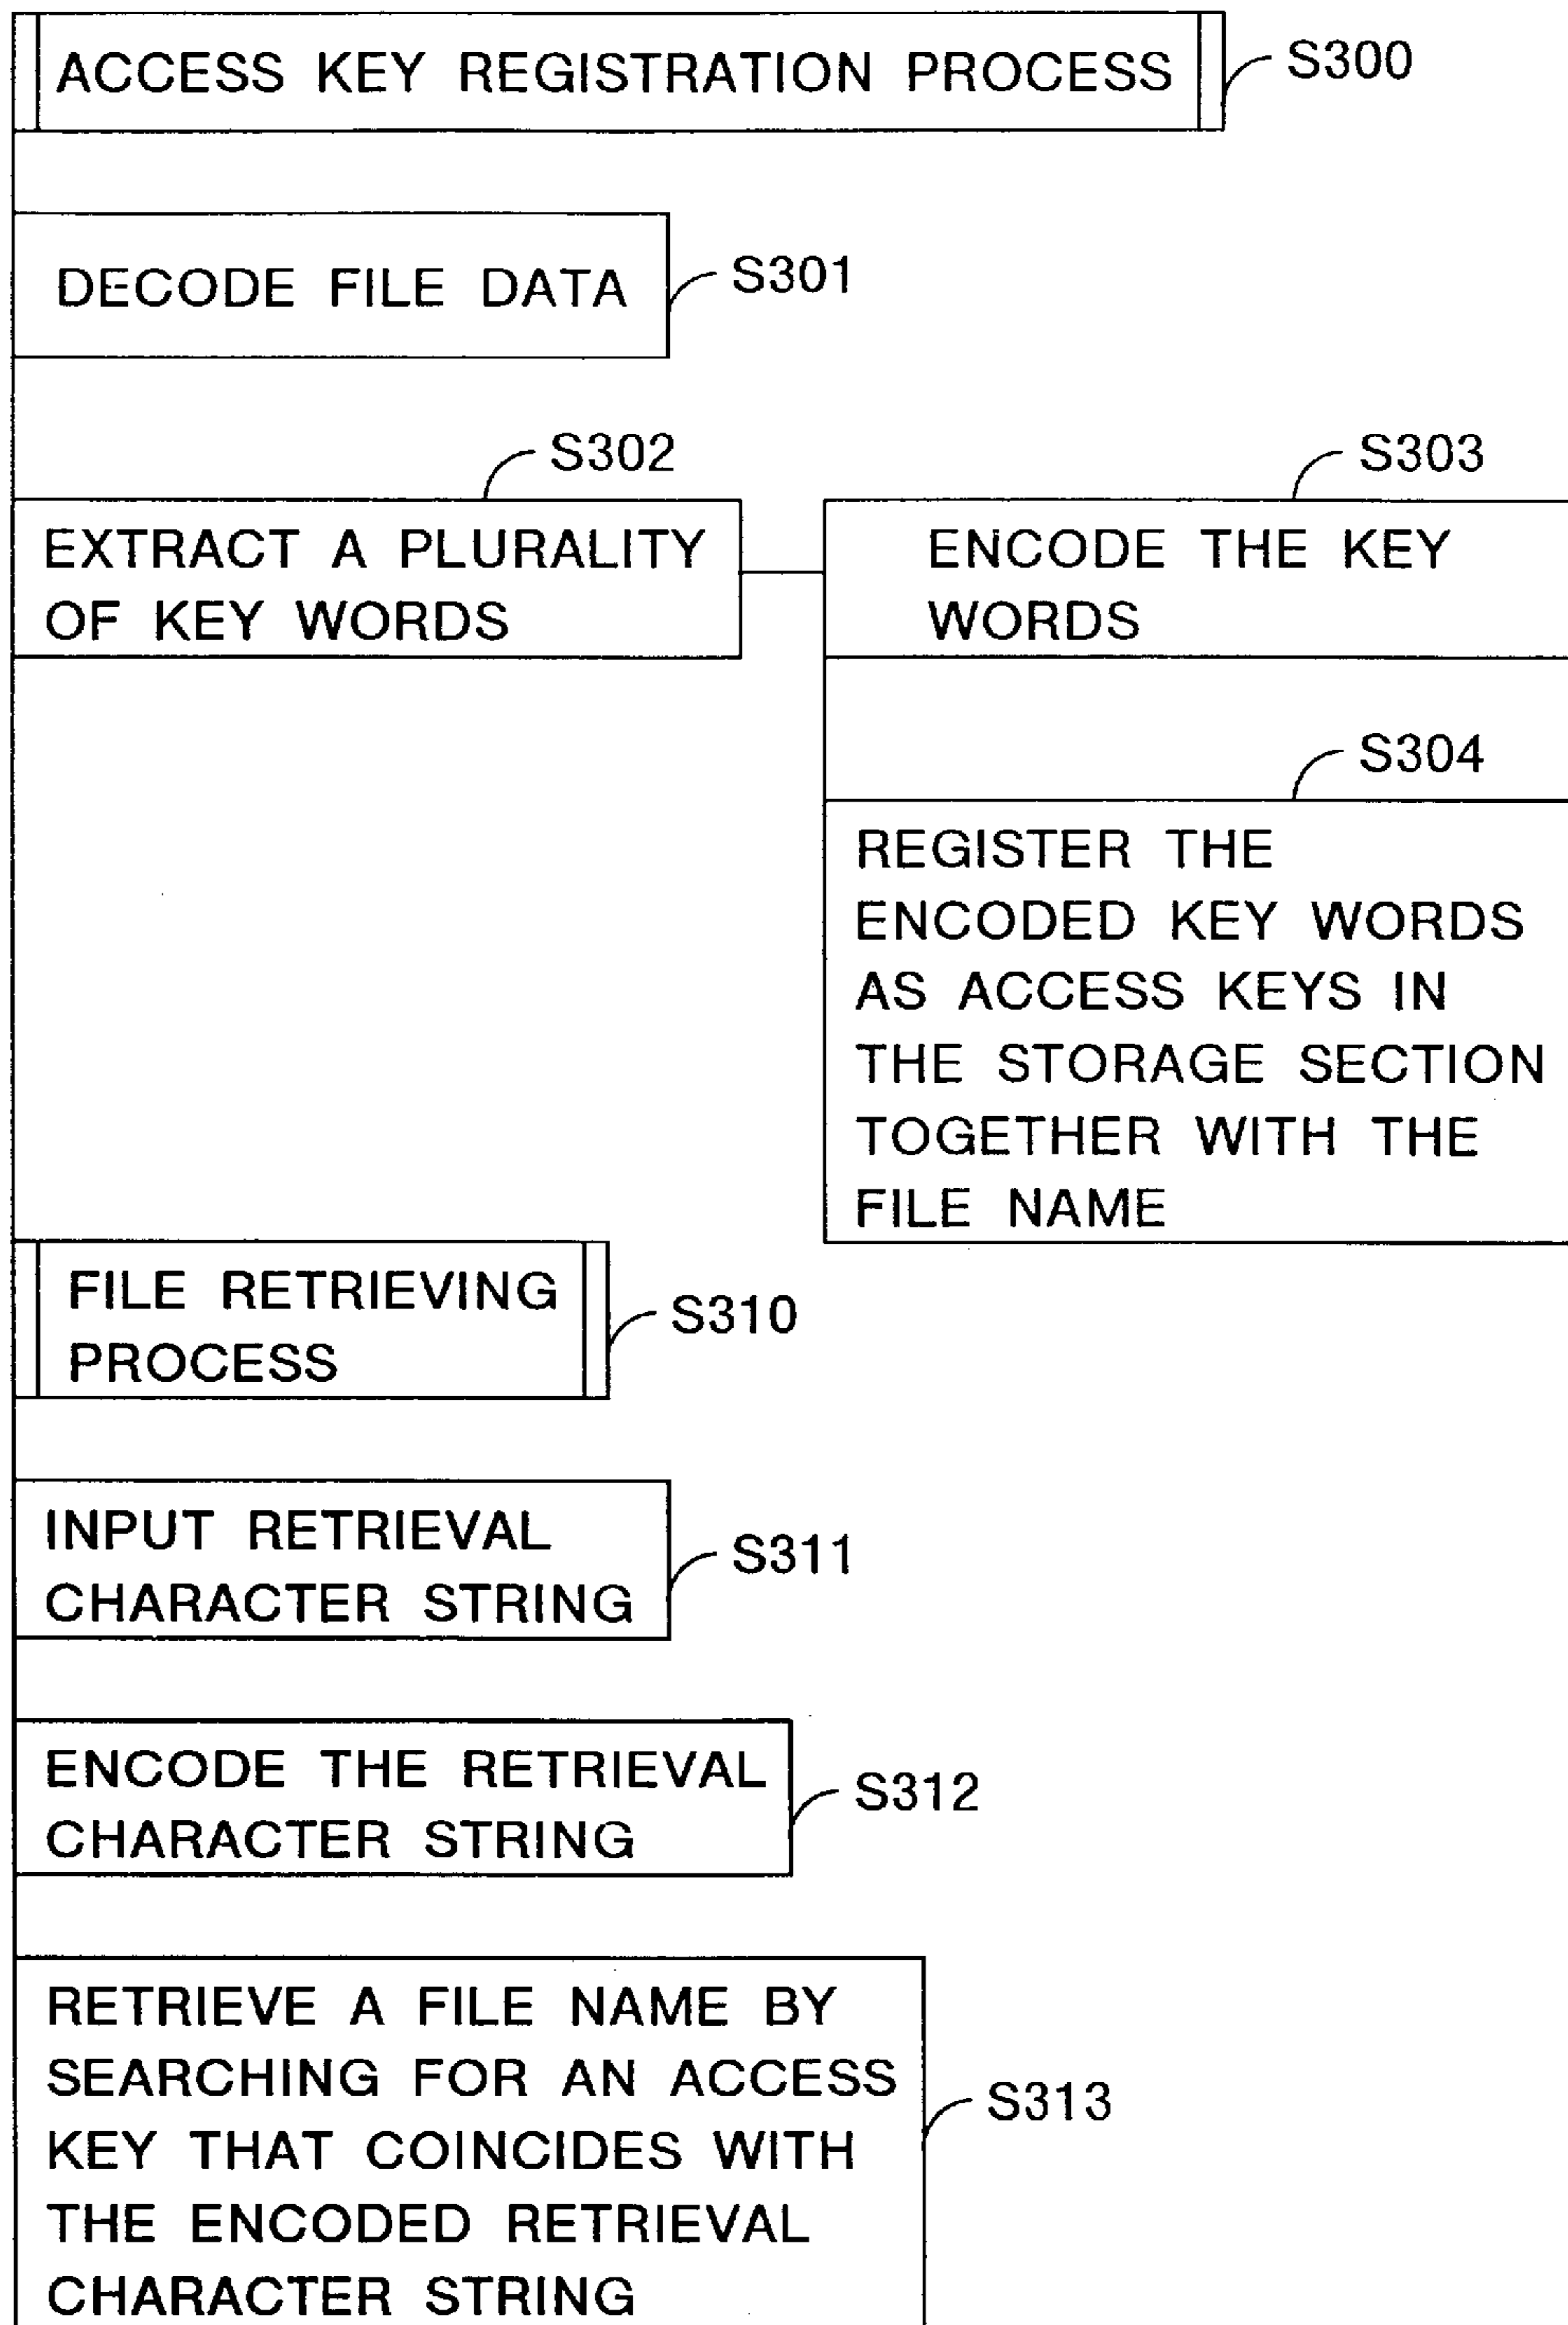 ACCESS KEY REGISTRATION PROCESS
S300
DECODE FILE DATA
S301
S302
EXTRACT A PLURALITY
OF KEY WORDS
S303
ENCODE THE KEY
WORDS
S304
REGISTER THE
ENCODED KEY WORDS
AS ACCESS KEYS IN
THE STORAGE SECTION
TOGETHER WITH THE
FILE NAME
FILE RETRIEVING
PROCESS
S310
INPUT RETRIEVAL
CHARACTER STRING
S311
ENCODE THE RETRIEVAL
CHARACTER STRING
S312
RETRIEVE A FILE NAME BY
SEARCHING FOR AN ACCESS
KEY THAT COINCIDES WITH
THE ENCODED RETRIEVAL
CHARACTER STRING
S313